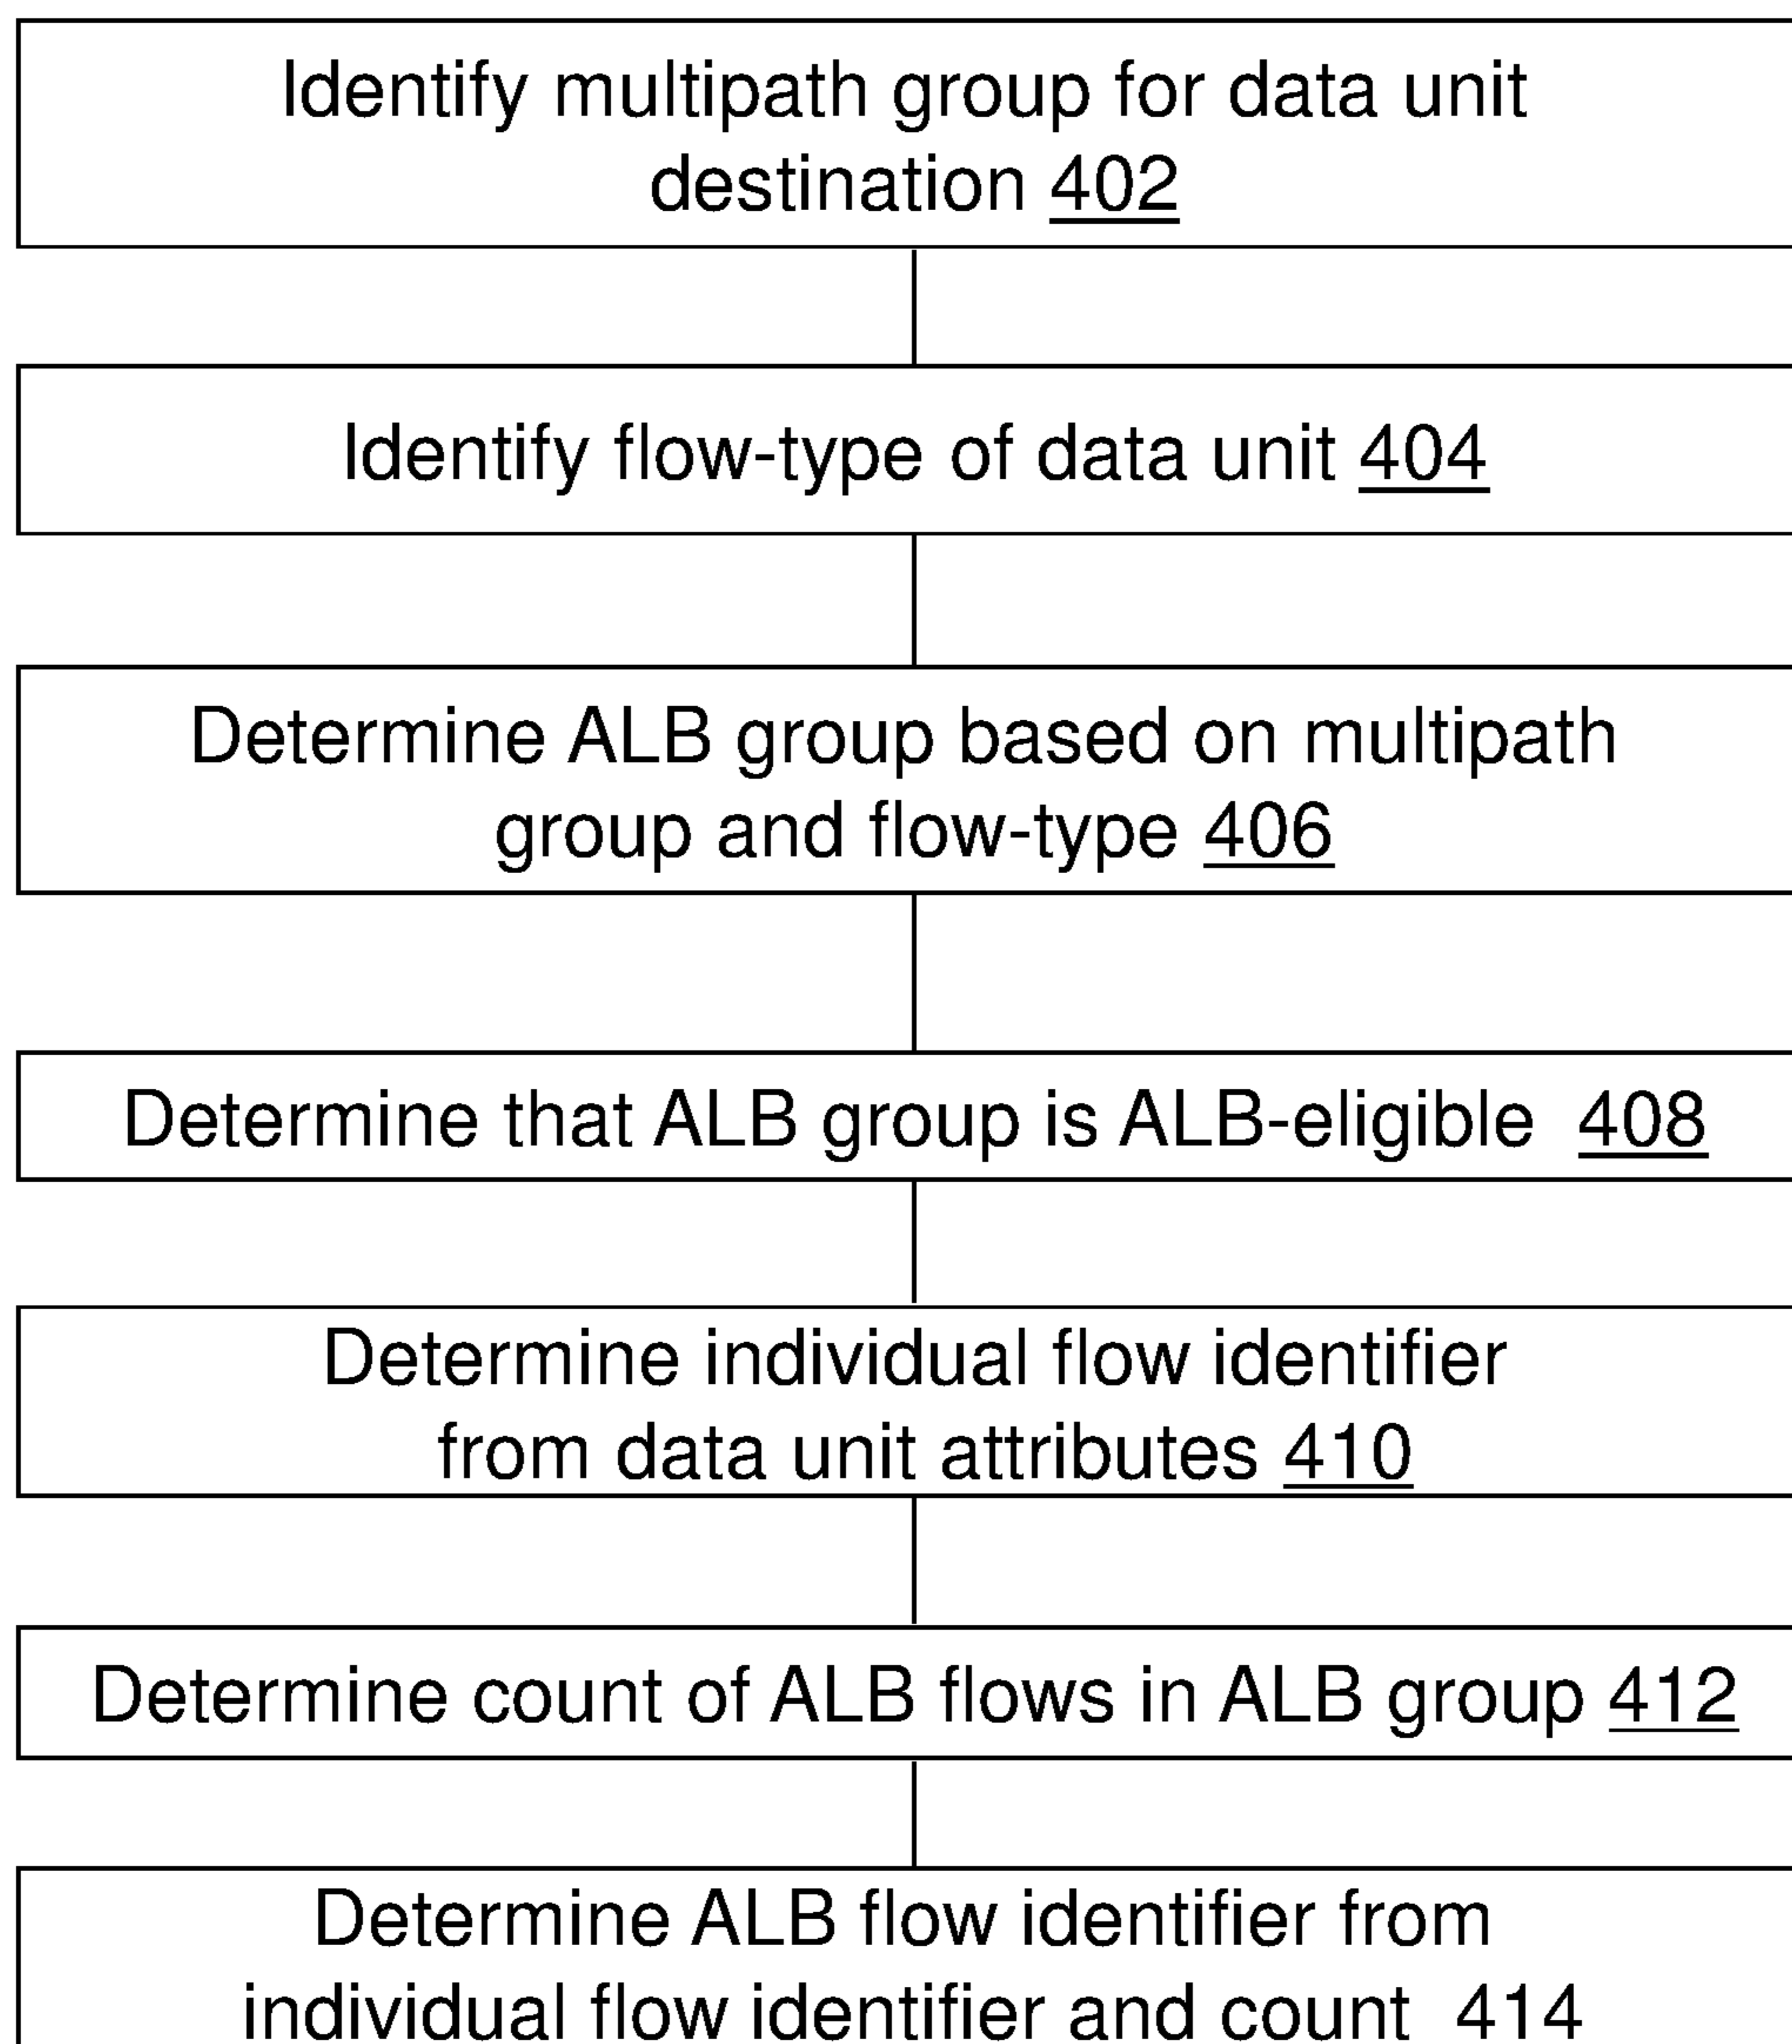 Identify multipath group for data unit
destination 402
Identify flow-type of data unit 404
Determine ALB group based on multipath
group and flow-type 406
Determine that ALB group is ALB-eligible 408
Determine individual flow identifier
from data unit attributes 410
Determine count of ALB flows in ALB group 412
Determine ALB flow identifier from
individual flow identifier and count 414